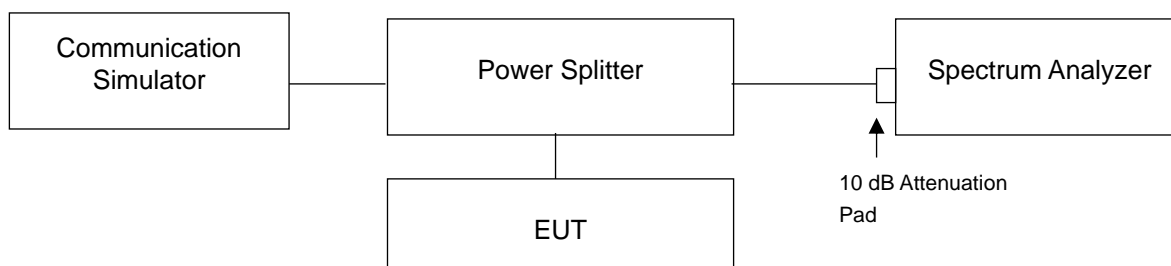 Communication
Simulator
Power Splitter
Spectrum Analyzer
10 dB Attenuation
Pad
EUT